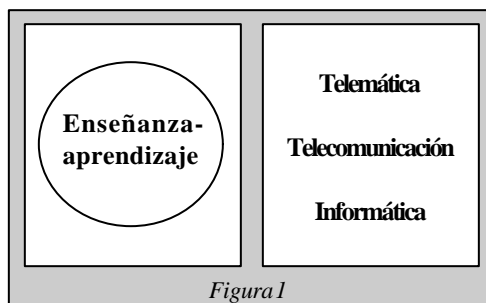 Enseñanza-
aprendizaje
Telemática
Telecomunicación
Informática
Figura 1